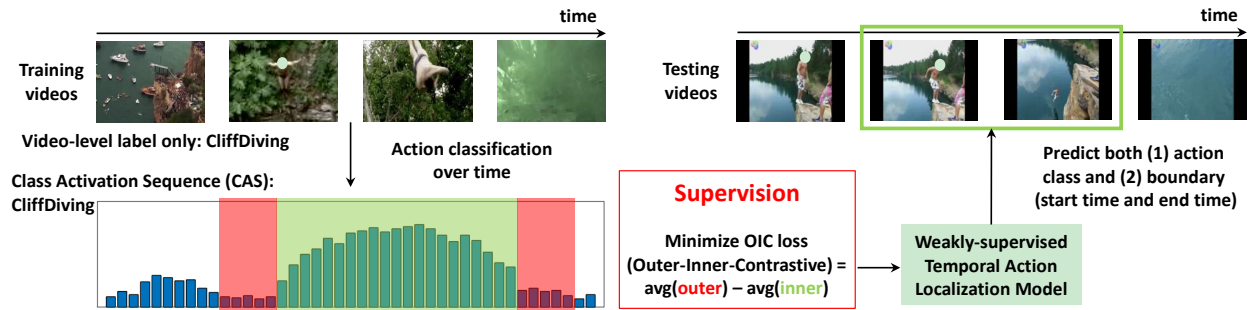 time
Training
videos
Video-level label only: CliffDiving
Action classification
over time
Class Activation Sequence (CAS):
CliffDiving
Supervision
Minimize OIC loss
(Outer-Inner-Contrastive) =
avg(outer) – avg(inner)
time
Testing
videos
Predict both (1) action
class and (2) boundary
(start time and end time)
Weakly-supervised
Temporal Action
Localization Model